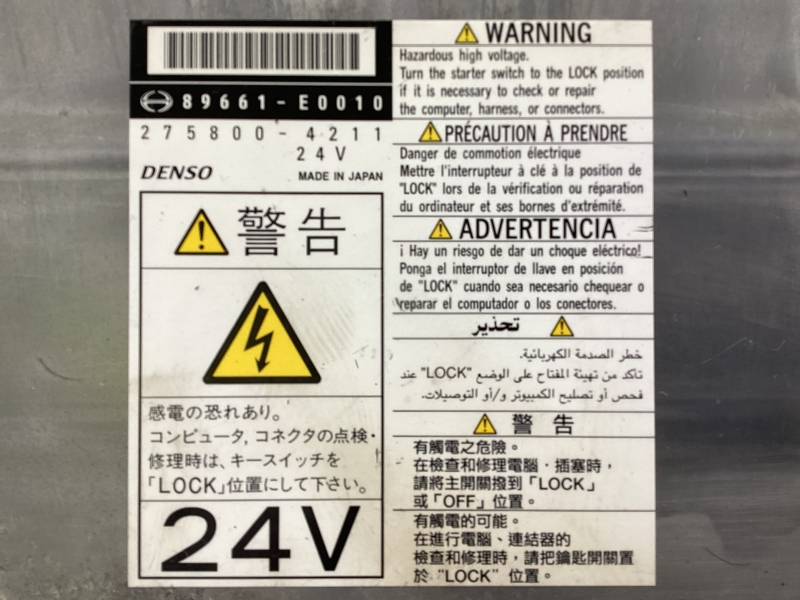 89661-E0010
275800-4211
24V
DENSO
MADE IN JAPAN
警告
感電の恐れあり。
コンピュータ, コネクタの点検・
修理時は、キースイッチを
「LOCK」位置にして下さい。
24V
WARNING
Hazardous high voltage.
Turn the starter switch to the LOCK position
if it is necessary to check or repair
the computer, harness, or connectors.
PRÉCAUTION À PRENDRE
Danger de commotion électrique
Mettre l'interrupteur à clé à la position de
"LOCK" lors de la vérification ou réparation
du ordinateur et ses bornes d'extrémité.
ADVERTENCIA
¡ Hay un riesgo de dar un choque eléctrico!
Ponga el interruptor de llave en posición
de "LOCK" cuando sea necesario chequear o
reparar el computador o los conectores.
تحذير
خطر الصدمة الكهربائية.
تأكد من تهيئة المفتاح على الوضع "LOCK" عند
فحص أو تصليح الكمبيوتر و/أو التوصيلات.
警告
有觸電之危險。
在檢查和修理電腦・插塞時，
請將主開關撥到「LOCK」
或「OFF」位置。
有觸電的可能。
在進行電腦、連結器的
檢查和修理時，請把鑰匙開關置
於“LOCK”位置。